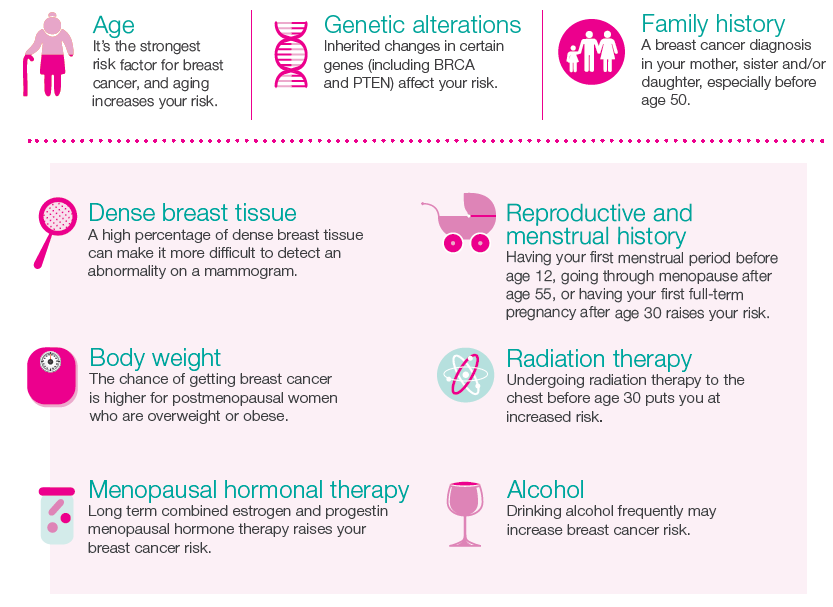 Age
It's the strongest
risk factor for breast
cancer, and aging
increases your risk.
Genetic alterations
Inherited changes in certain
genes (including BRCA
and PTEN) affect your risk.
Family history
A breast cancer diagnosis
in your mother, sister and/or
daughter, especially before
age 50.
Dense breast tissue
A high percentage of dense breast tissue
can make it more difficult to detect an
abnormality on a mammogram.
Reproductive and
menstrual history
Having your first menstrual period before
age 12, going through menopause after
age 55, or having your first full-term
pregnancy after age 30 raises your risk.
Body weight
The chance of getting breast cancer
is higher for postmenopausal women
who are overweight or obese.
Radiation therapy
Undergoing radiation therapy to the
chest before age 30 puts you at
increased risk.
Menopausal hormonal therapy
Long term combined estrogen and progestin
menopausal hormone therapy raises your
breast cancer risk.
Alcohol
Drinking alcohol frequently may
increase breast cancer risk.